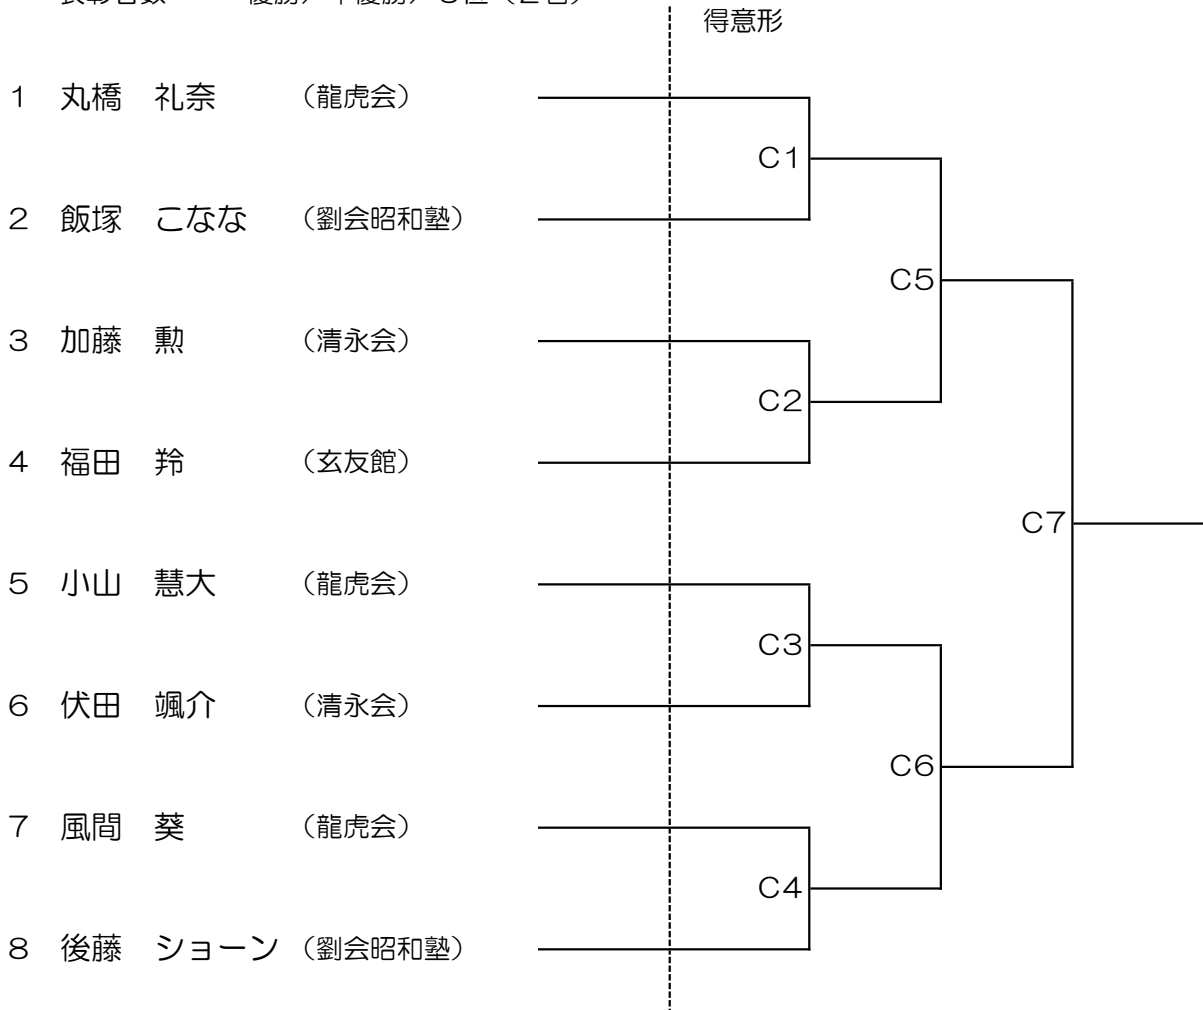 得意形
1 丸橋 礼奈 (龍虎会)
C1
2 飯塚 こなな (劉会昭和塾)
C5
3 加藤 勲 (清永会)
C2
4 福田 羚 (玄友館)
C7
5 小山 慧大 (龍虎会)
C3
6 伏田 颯介 (清永会)
C6
7 風間 葵 (龍虎会)
C4
8 後藤 ショーン (劉会昭和塾)